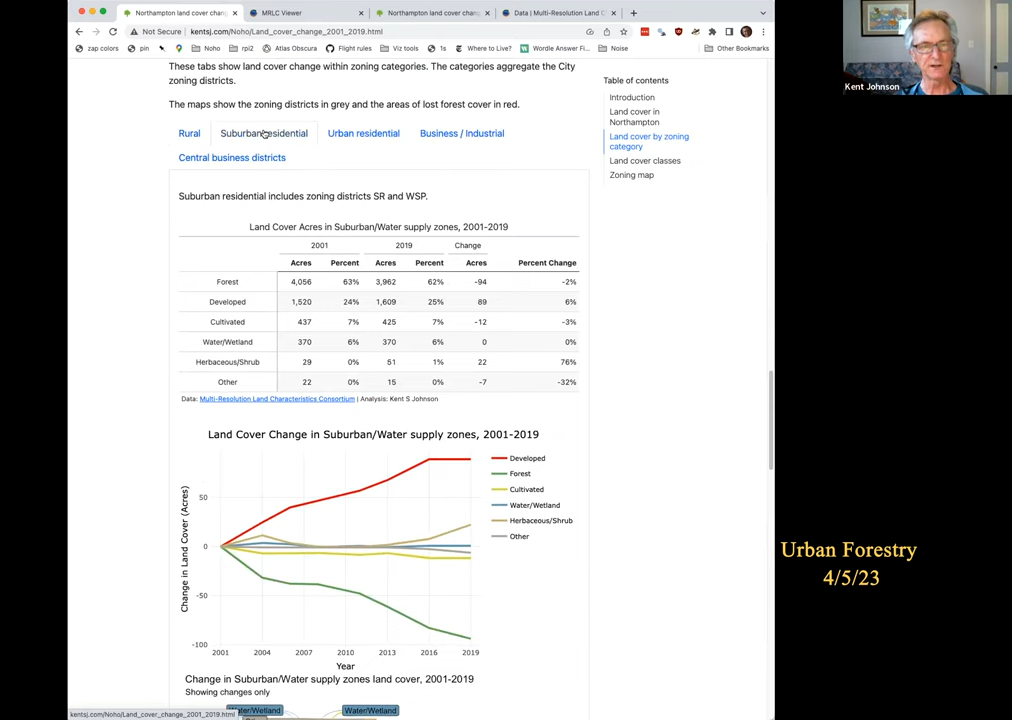 Northampton land cover chan
MRLC Viewer
Northampton land cover chan
Data | Multi-Resolution Land C
Not Secure
kentsj.com/Noho/Land_cover_change_2001_2019.html
zap colors
pin
Noho
rpi2
Atlas Obscura
Flight rules
Viz tools
1s
Where to Live?
Wordle Answer Fi...
Noise
Other Bookmarks
These tabs show land cover change within zoning categories. The categories aggregate the City
zoning districts.
The maps show the zoning districts in grey and the areas of lost forest cover in red.
Rural
Suburban residential
Urban residential
Business / Industrial
Central business districts
Suburban residential includes zoning districts SR and WSP.
Land Cover Acres in Suburban/Water supply zones, 2001-2019
2001 2019 Change
Acres Percent Acres Percent Acres Percent Change
Forest 4,056 63% 3,962 62% -94 -2%
Developed 1,520 24% 1,609 25% 89 6%
Cultivated 437 7% 425 7% -12 -3%
Water/Wetland 370 6% 370 6% 0 0%
Herbaceous/Shrub 29 0% 51 1% 22 76%
Other 22 0% 15 0% -7 -32%
Data: Multi-Resolution Land Characteristics Consortium | Analysis: Kent S Johnson
Land Cover Change in Suburban/Water supply zones, 2001-2019
Developed
Forest
Cultivated
Water/Wetland
Herbaceous/Shrub
Other
Change in Land Cover (Acres)
50
0
-50
-100
2001 2004 2007 2010 2013 2016 2019
Year
Change in Suburban/Water supply zones land cover, 2001-2019
Showing changes only
Water/Wetland
Water/Wetland
kentsj.com/Noho/Land_cover_change_2001_2019.html
Table of contents
Introduction
Land cover in
Northampton
Land cover by zoning
category
Land cover classes
Zoning map
Kent Johnson
Urban Forestry
4/5/23